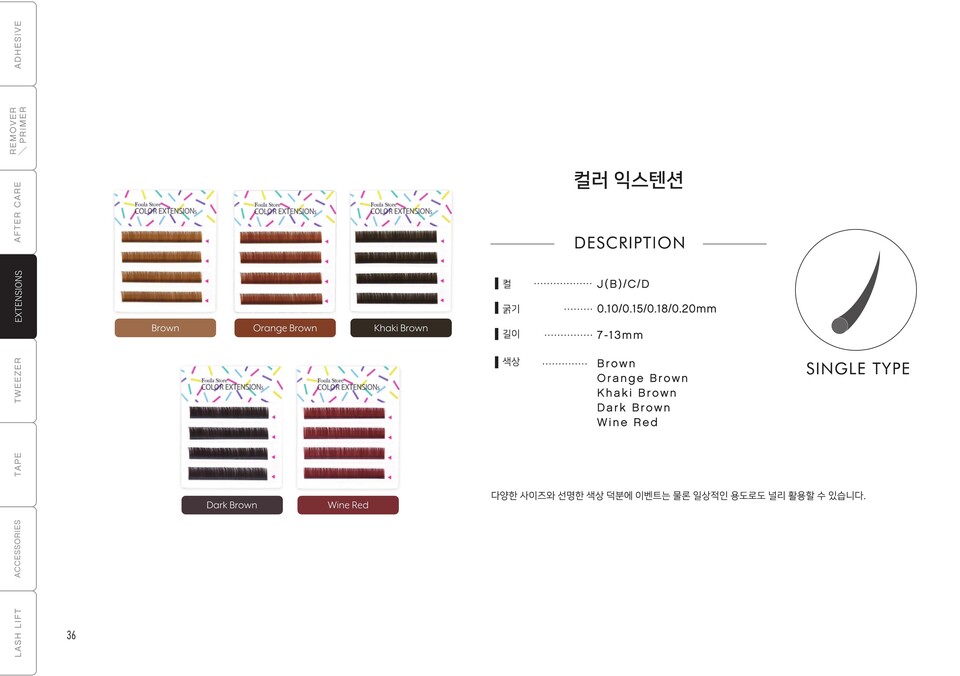 ADHESIVE
REMOVER
/ PRIMER
AFTER CARE
EXTENSIONS
TWEEZER
TAPE
ACCESSORIES
LASH LIFT
Foula Store
COLOR EXTENSION
Brown
Foula Store
COLOR EXTENSION
Orange Brown
Foula Store
COLOR EXTENSION
Khaki Brown
Foula Store
COLOR EXTENSION
Dark Brown
Foula Store
COLOR EXTENSION
Wine Red
컬러 익스텐션
DESCRIPTION
컬 ·················· J(B)/C/D
굵기 ········· 0.10/0.15/0.18/0.20mm
길이 ··············· 7-13mm
색상 ·············· Brown
Orange Brown
Khaki Brown
Dark Brown
Wine Red
SINGLE TYPE
다양한 사이즈와 선명한 색상 덕분에 이벤트는 물론 일상적인 용도로도 널리 활용할 수 있습니다.
36